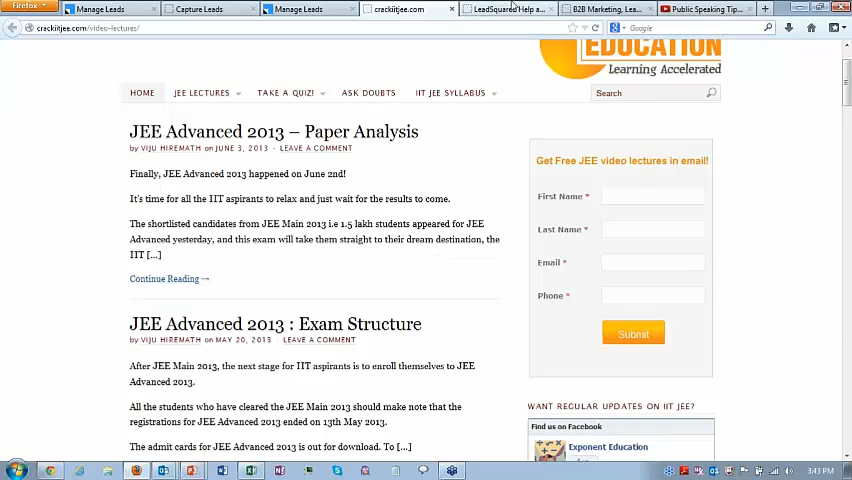 Firefox
Manage Leads
Capture Leads
Manage Leads
crackiitjee.com
LeadSquared Help a...
B2B Marketing, Lea...
Public Speaking Tip...
crackiitjee.com/video-lectures/
Google
EDUCATION
Learning Accelerated
HOME
JEE LECTURES
TAKE A QUIZ!
ASK DOUBTS
IIT JEE SYLLABUS
Search
JEE Advanced 2013 – Paper Analysis
by VIJU HIREMATH on JUNE 3, 2013 · LEAVE A COMMENT
Finally, JEE Advanced 2013 happened on June 2nd!
It's time for all the IIT aspirants to relax and just wait for the results to come.
The shortlisted candidates from JEE Main 2013 i.e 1.5 lakh students appeared for JEE
Advanced yesterday, and this exam will take them straight to their dream destination, the
IIT [...]
Continue Reading →
JEE Advanced 2013 : Exam Structure
by VIJU HIREMATH on MAY 20, 2013 · LEAVE A COMMENT
After JEE Main 2013, the next stage for IIT aspirants is to enroll themselves to JEE
Advanced 2013.
All the students who have cleared the JEE Main 2013 should make note that the
registrations for JEE Advanced 2013 ended on 13th May 2013.
The admit cards for JEE Advanced 2013 is out for download. To [...]
Get Free JEE video lectures in email!
First Name *
Last Name *
Email *
Phone *
Submit
WANT REGULAR UPDATES ON IIT JEE?
Find us on Facebook
Exponent Education
3:43 PM